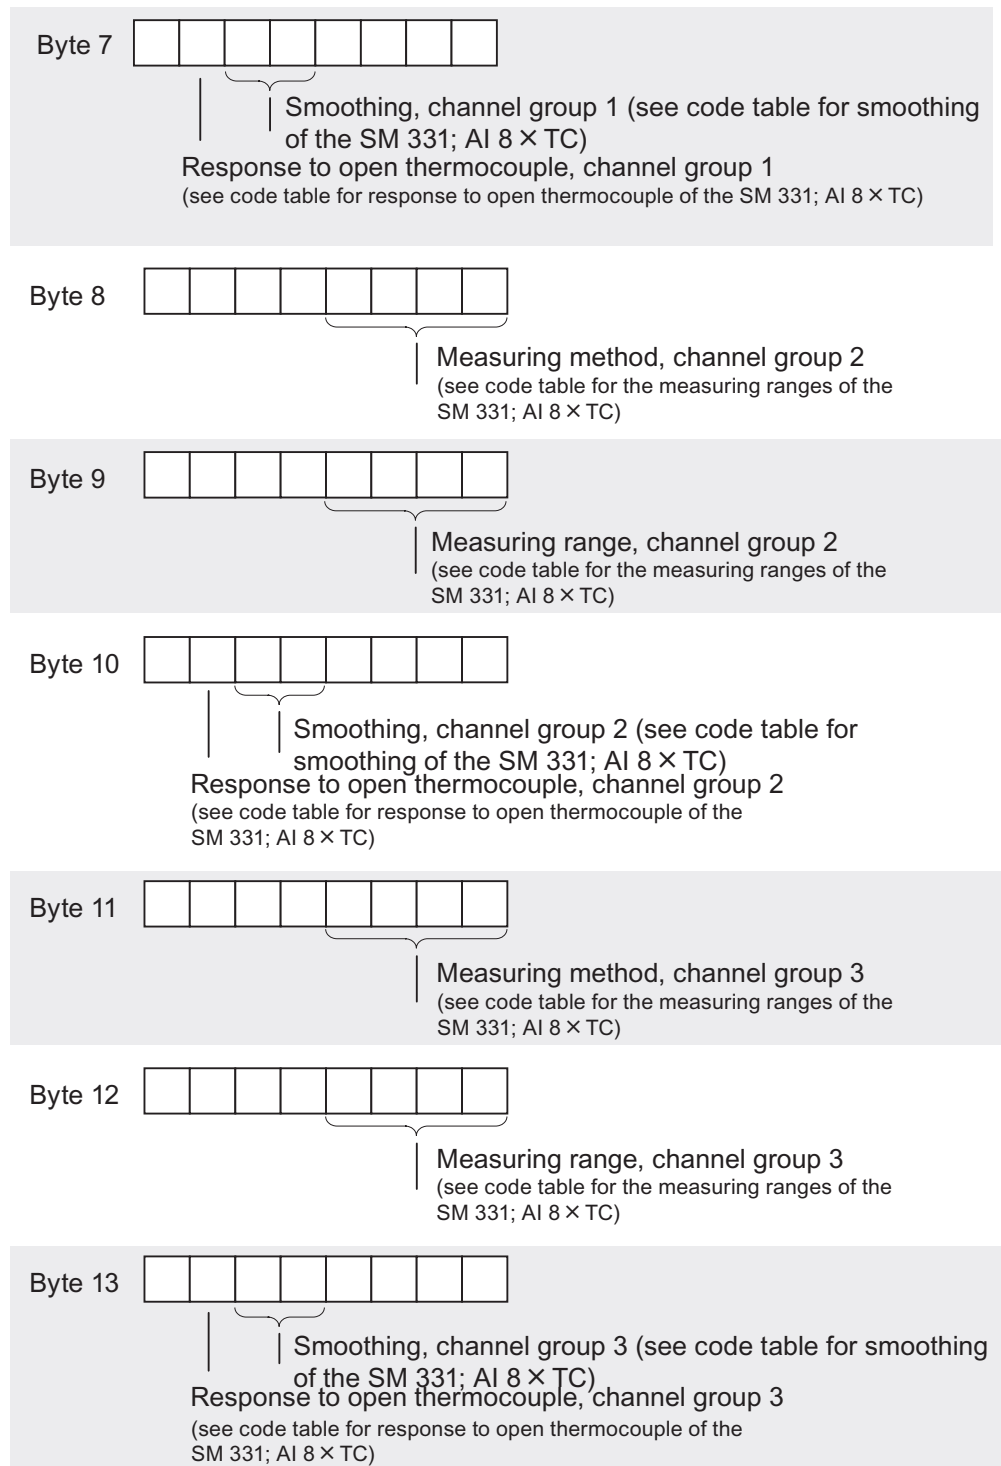 Byte 7
Smoothing, channel group 1 (see code table for smoothing
of the SM 331; AI 8 × TC)
Response to open thermocouple, channel group 1
(see code table for response to open thermocouple of the SM 331; AI 8 × TC)
Byte 8
Measuring method, channel group 2
(see code table for the measuring ranges of the
SM 331; AI 8 × TC)
Byte 9
Measuring range, channel group 2
(see code table for the measuring ranges of the
SM 331; AI 8 × TC)
Byte 10
Smoothing, channel group 2 (see code table for
smoothing of the SM 331; AI 8 × TC)
Response to open thermocouple, channel group 2
(see code table for response to open thermocouple of the
SM 331; AI 8 × TC)
Byte 11
Measuring method, channel group 3
(see code table for the measuring ranges of the
SM 331; AI 8 × TC)
Byte 12
Measuring range, channel group 3
(see code table for the measuring ranges of the
SM 331; AI 8 × TC)
Byte 13
Smoothing, channel group 3 (see code table for smoothing
of the SM 331; AI 8 × TC)
Response to open thermocouple, channel group 3
(see code table for response to open thermocouple of the
SM 331; AI 8 × TC)